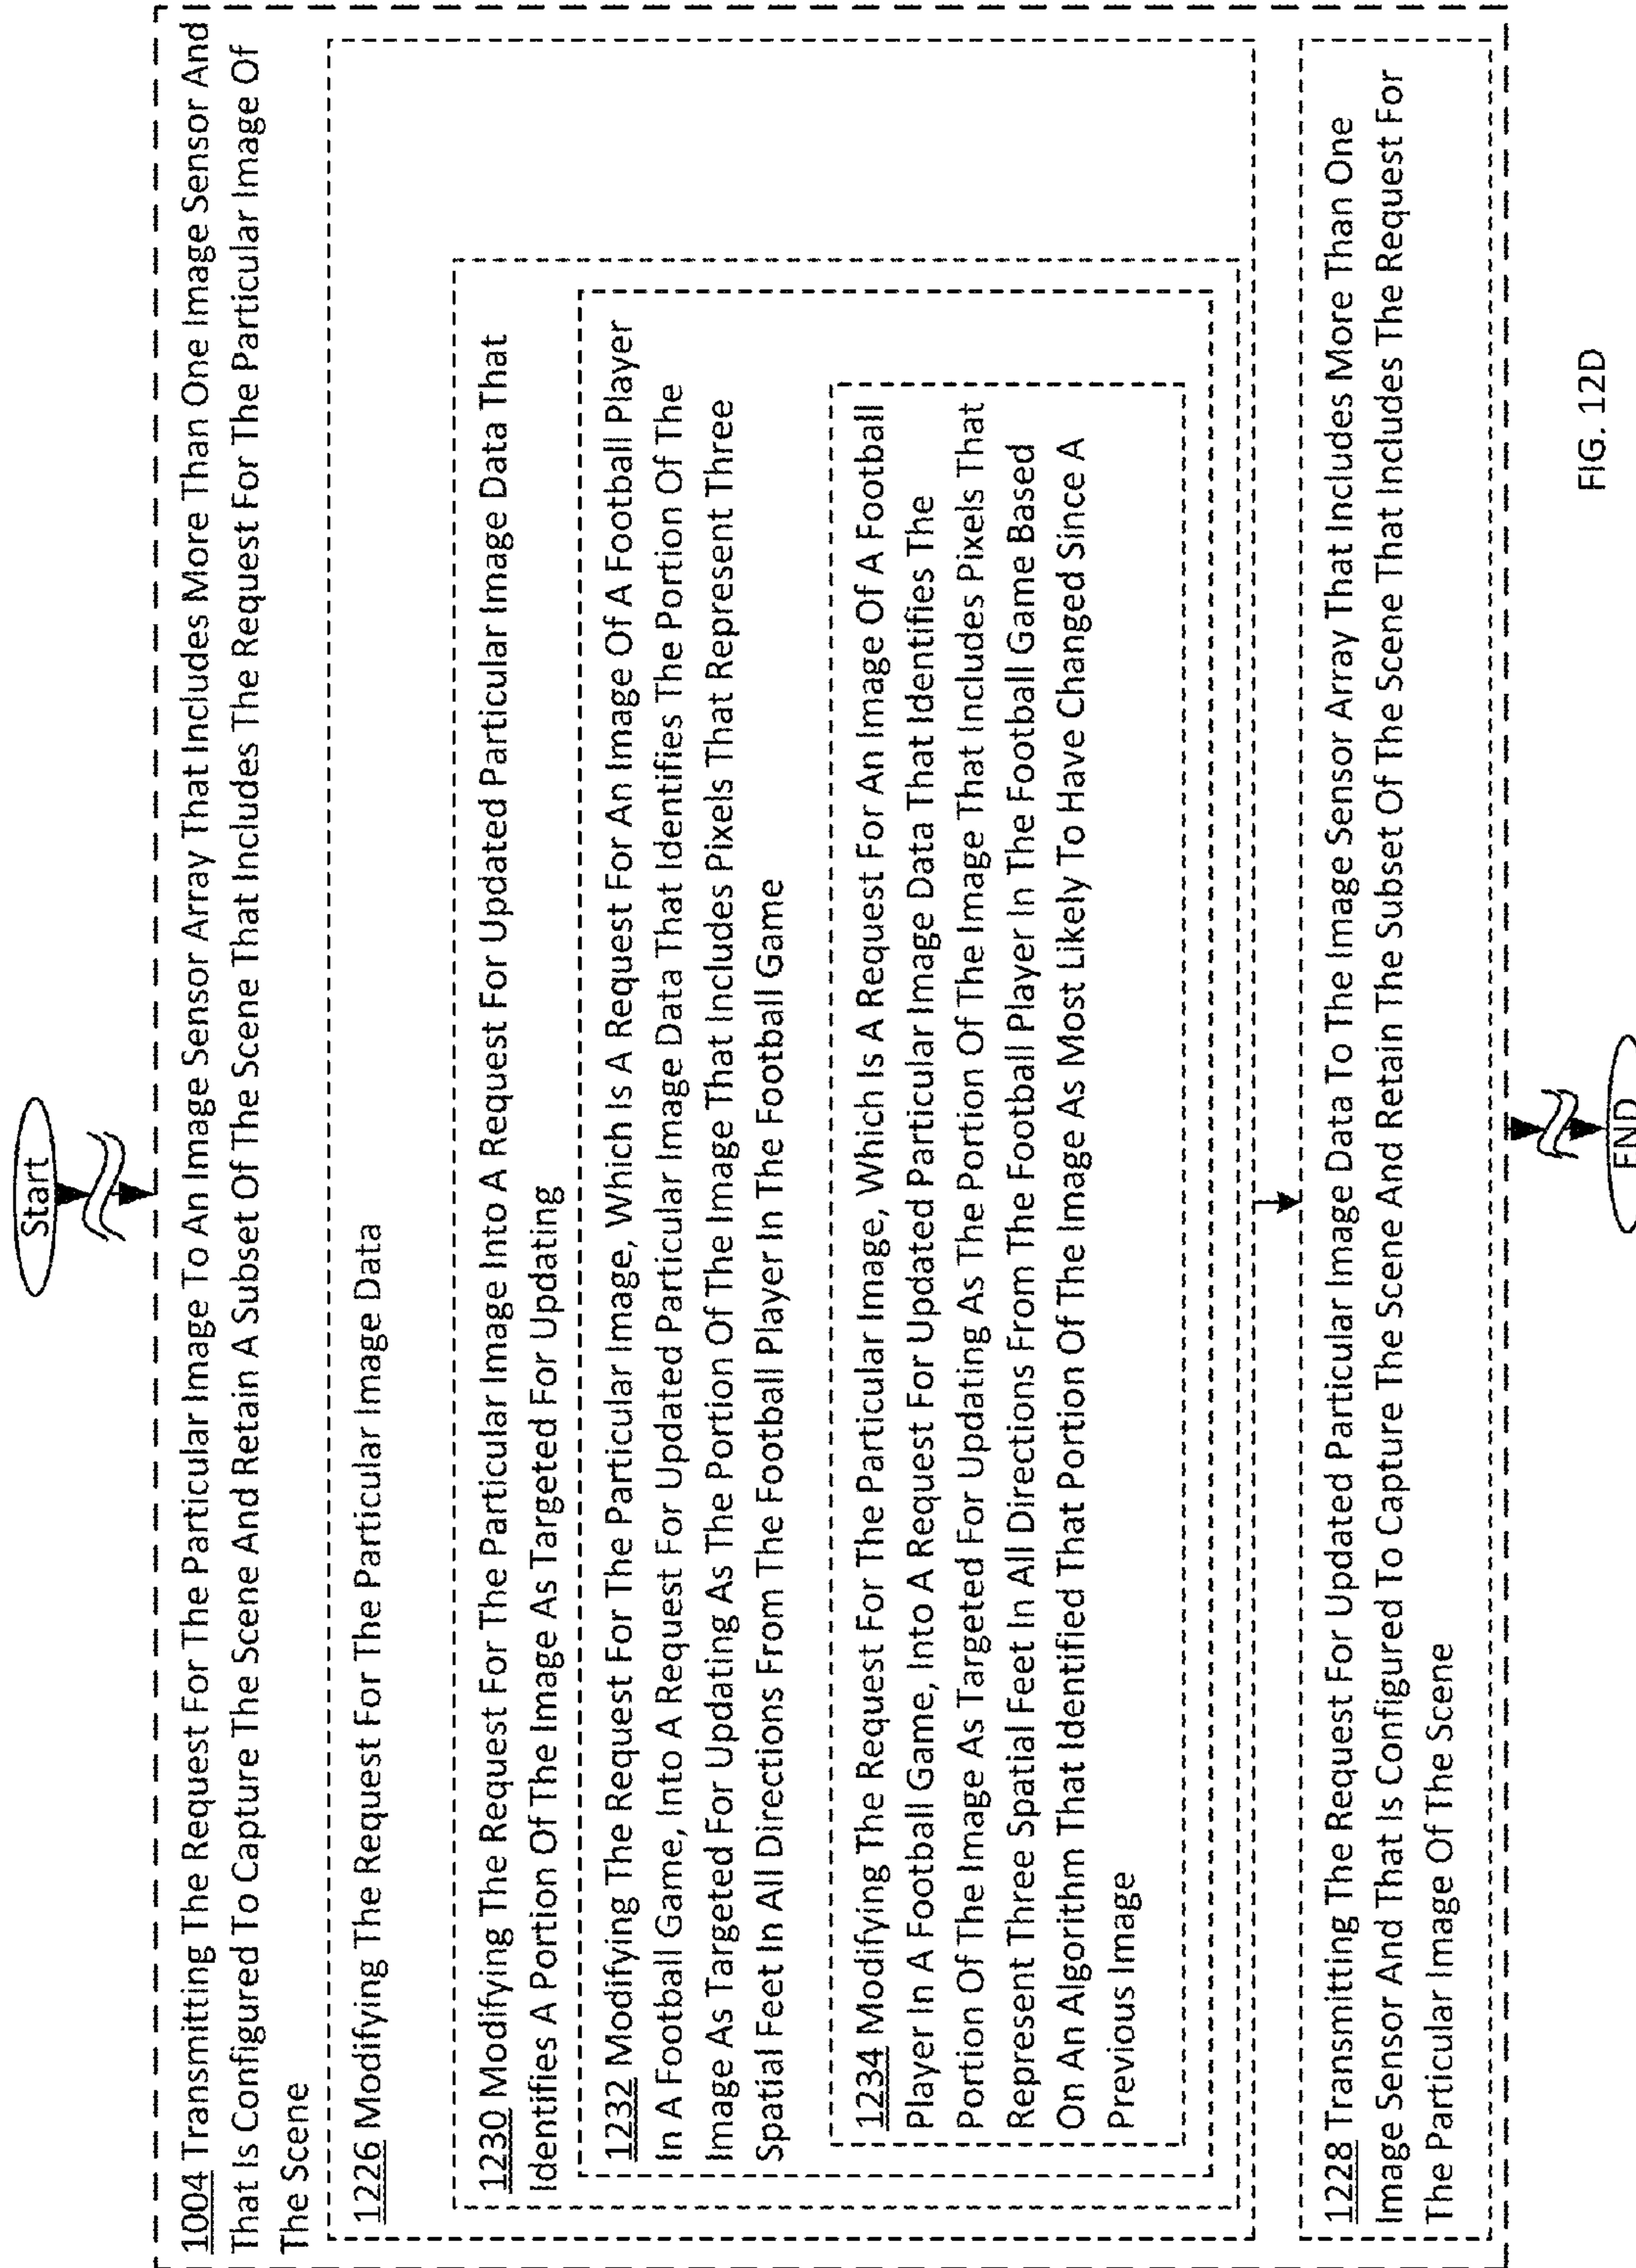 Start
1004 Transmitting The Request For The Particular Image To An Image Sensor Array That Includes More Than One Image Sensor And
That Is Configured To Capture The Scene And Retain A Subset Of The Scene That Includes The Request For The Particular Image Of
The Scene
1226 Modifying The Request For The Particular Image Data
1230 Modifying The Request For The Particular Image Into A Request For Updated Particular Image Data That
Identifies A Portion Of The Image As Targeted For Updating
1232 Modifying The Request For The Particular Image, Which Is A Request For An Image Of A Football Player
In A Football Game, Into A Request For Updated Particular Image Data That Identifies The Portion Of The
Image As Targeted For Updating As The Portion Of The Image That Includes Pixels That Represent Three
Spatial Feet In All Directions From The Football Player In The Football Game
1234 Modifying The Request For The Particular Image, Which Is A Request For An Image Of A Football
Player In A Football Game, Into A Request For Updated Particular Image Data That Identifies The
Portion Of The Image As Targeted For Updating As The Portion Of The Image That Includes Pixels That
Represent Three Spatial Feet In All Directions From The Football Player In The Football Game Based
On An Algorithm That Identified That Portion Of The Image As Most Likely To Have Changed Since A
Previous Image
1228 Transmitting The Request For Updated Particular Image Data To The Image Sensor Array That Includes More Than One
Image Sensor And That Is Configured To Capture The Scene And Retain The Subset Of The Scene That Includes The Request For
The Particular Image Of The Scene
END
FIG. 12D